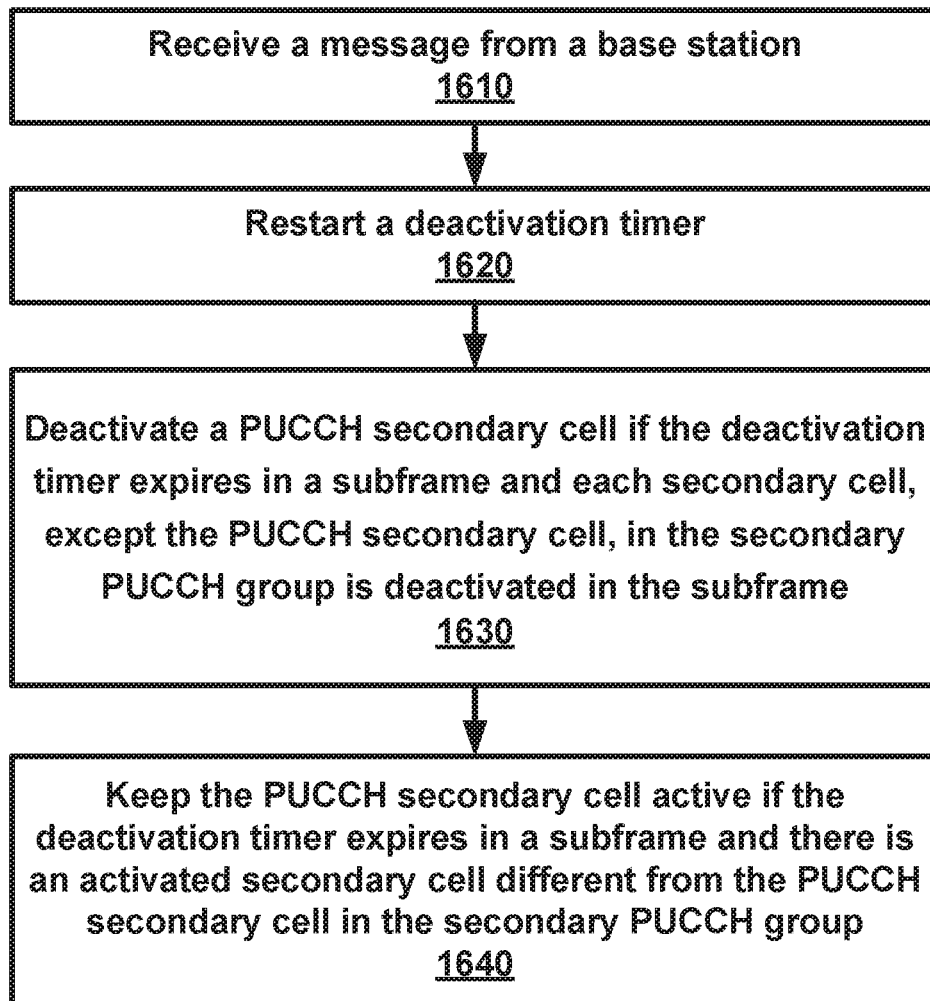 Receive a message from a base station
1610
Restart a deactivation timer
1620
Deactivate a PUCCH secondary cell if the deactivation
timer expires in a subframe and each secondary cell,
except the PUCCH secondary cell, in the secondary
PUCCH group is deactivated in the subframe
1630
Keep the PUCCH secondary cell active if the
deactivation timer expires in a subframe and there is
an activated secondary cell different from the PUCCH
secondary cell in the secondary PUCCH group
1640